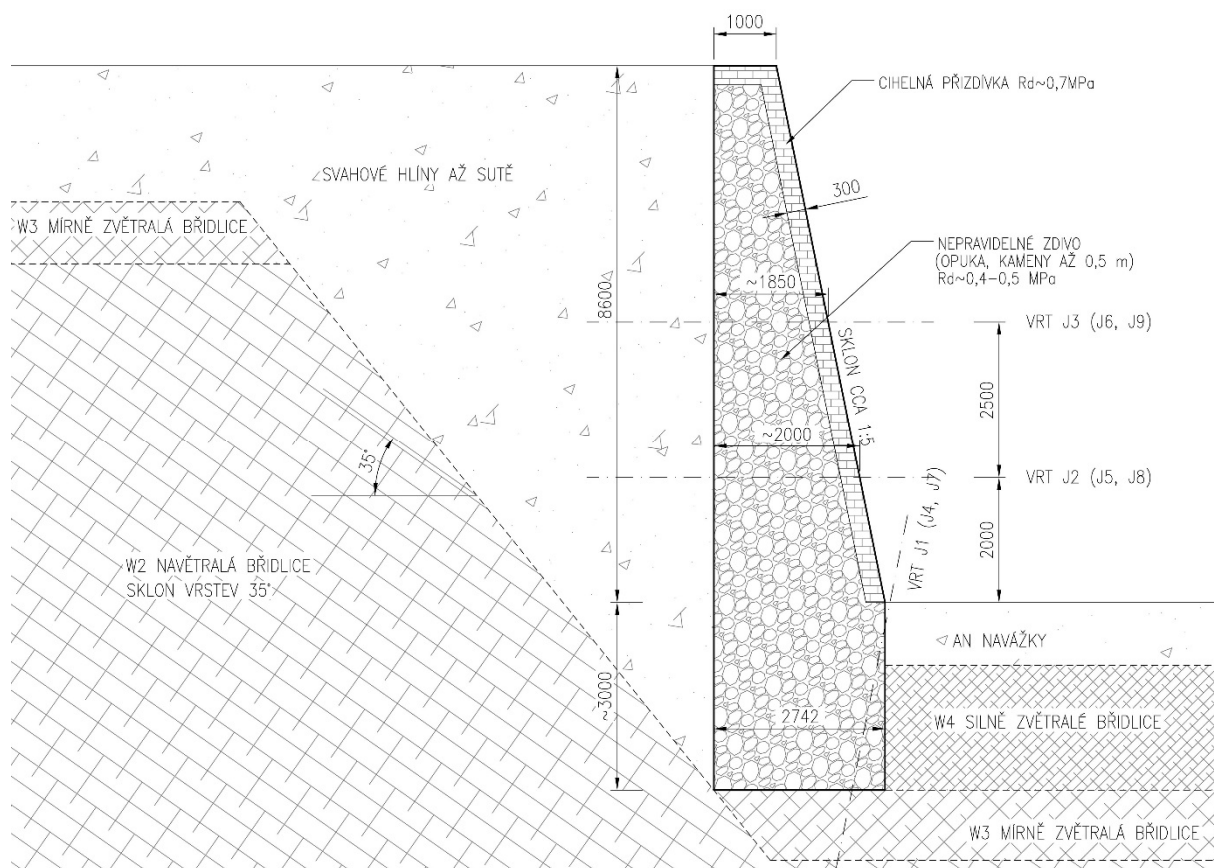 1000
CIHELNÁ PŘIZDÍVKA Rd~0,7MPa
SVAHOVÉ HLÍNY AŽ SUTĚ
300
W3 MÍRNĚ ZVĚTRALÁ BŘIDLICE
NEPRAVIDELNÉ ZDIVO
(OPUKA, KAMENY AŽ 0,5 m)
Rd~0,4-0,5 MPa
8600
~1850
VRT J3 (J6, J9)
SKLON CCA 1:5
2500
~2000
35°
VRT J2 (J5, J8)
2000
VRT J1 (J4, J7)
W2 NAVĚTRALÁ BŘIDLICE
SKLON VRSTEV 35°
AN NAVÁŽKY
~3000
2742
W4 SILNĚ ZVĚTRALÉ BŘIDLICE
W3 MÍRNĚ ZVĚTRALÁ BŘIDLICE